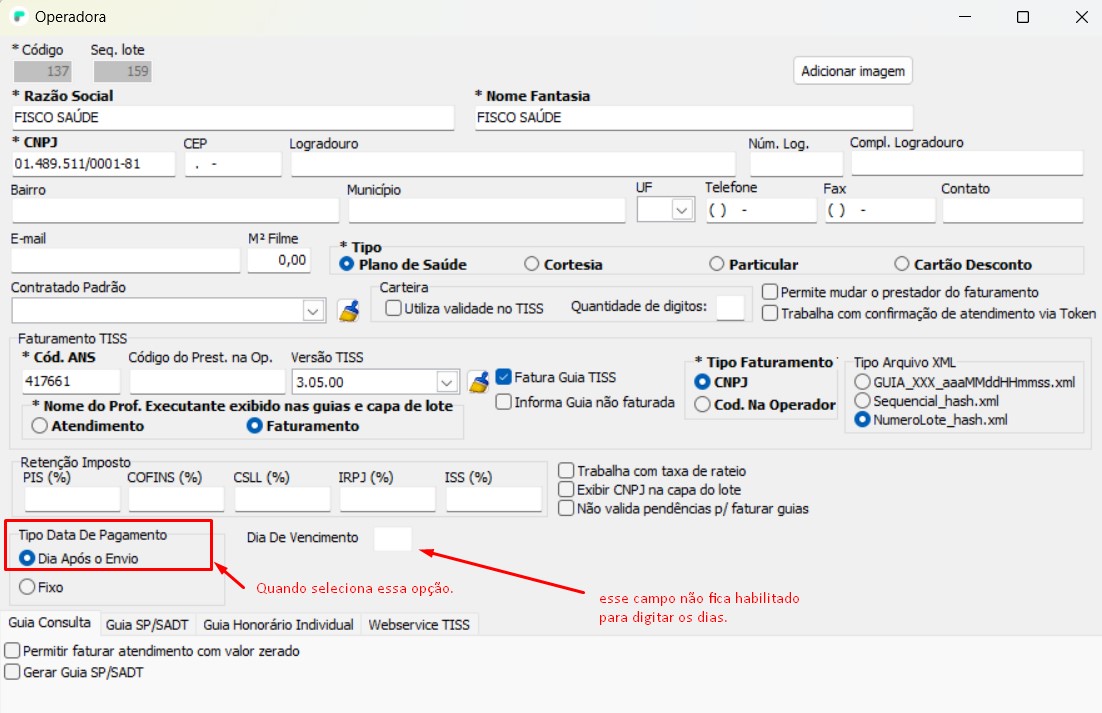 Operadora
* Código Seq. lote
137 159
Adicionar imagem
* Razão Social * Nome Fantasia
FISCO SAÚDE FISCO SAÚDE
* CNPJ CEP Logradouro Núm. Log. Compl. Logradouro
01.489.511/0001-81 . -
Bairro Município UF Telefone Fax Contato
( ) - ( ) -
E-mail M² Filme
0,00
* Tipo
Plano de Saúde Cortesia Particular Cartão Desconto
Contratado Padrão Carteira
Utiliza validade no TISS Quantidade de digitos:
Permite mudar o prestador do faturamento
Trabalha com confirmação de atendimento via Token
Faturamento TISS
* Cód. ANS Código do Prest. na Op. Versão TISS
417661 3.05.00
Fatura Guia TISS
Informa Guia não faturada
* Tipo Faturamento
CNPJ
Cod. Na Operador
Tipo Arquivo XML
GUIA_XXX_aaaMMddHHmmss.xml
Sequencial_hash.xml
NumeroLote_hash.xml
* Nome do Prof. Executante exibido nas guias e capa de lote
Atendimento Faturamento
Retenção Imposto
PIS (%) COFINS (%) CSLL (%) IRPJ (%) ISS (%)
Trabalha com taxa de rateio
Exibir CNPJ na capa do lote
Não valida pendências p/ faturar guias
Tipo Data De Pagamento
Dia Após o Envio
Fixo
Dia De Vencimento
Quando seleciona essa opção.
esse campo não fica habilitado
para digitar os dias.
Guia Consulta Guia SP/SADT Guia Honorário Individual Webservice TISS
Permitir faturar atendimento com valor zerado
Gerar Guia SP/SADT